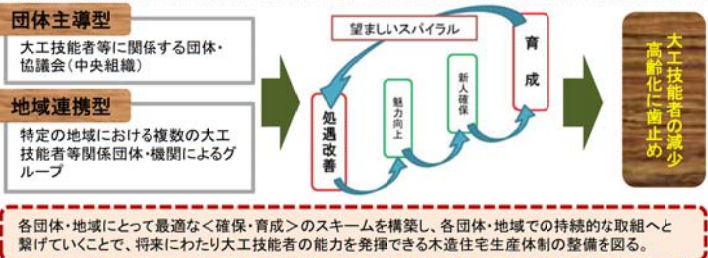 団体主導型
大工技能者等に関係する団体・
協議会(中央組織)
地域連携型
特定の地域における複数の大工
技能者等関係団体・機関によるグ
ループ
望ましいスパイラル
処遇改善
魅力向上
新人確保
育成
大工技能者の減少
高齢化に歯止め
各団体・地域にとって最適な<確保・育成>のスキームを構築し、各団体・地域での持続的な取組へと
繋げていくことで、将来にわたり大工技能者の能力を発揮できる木造住宅生産体制の整備を図る。